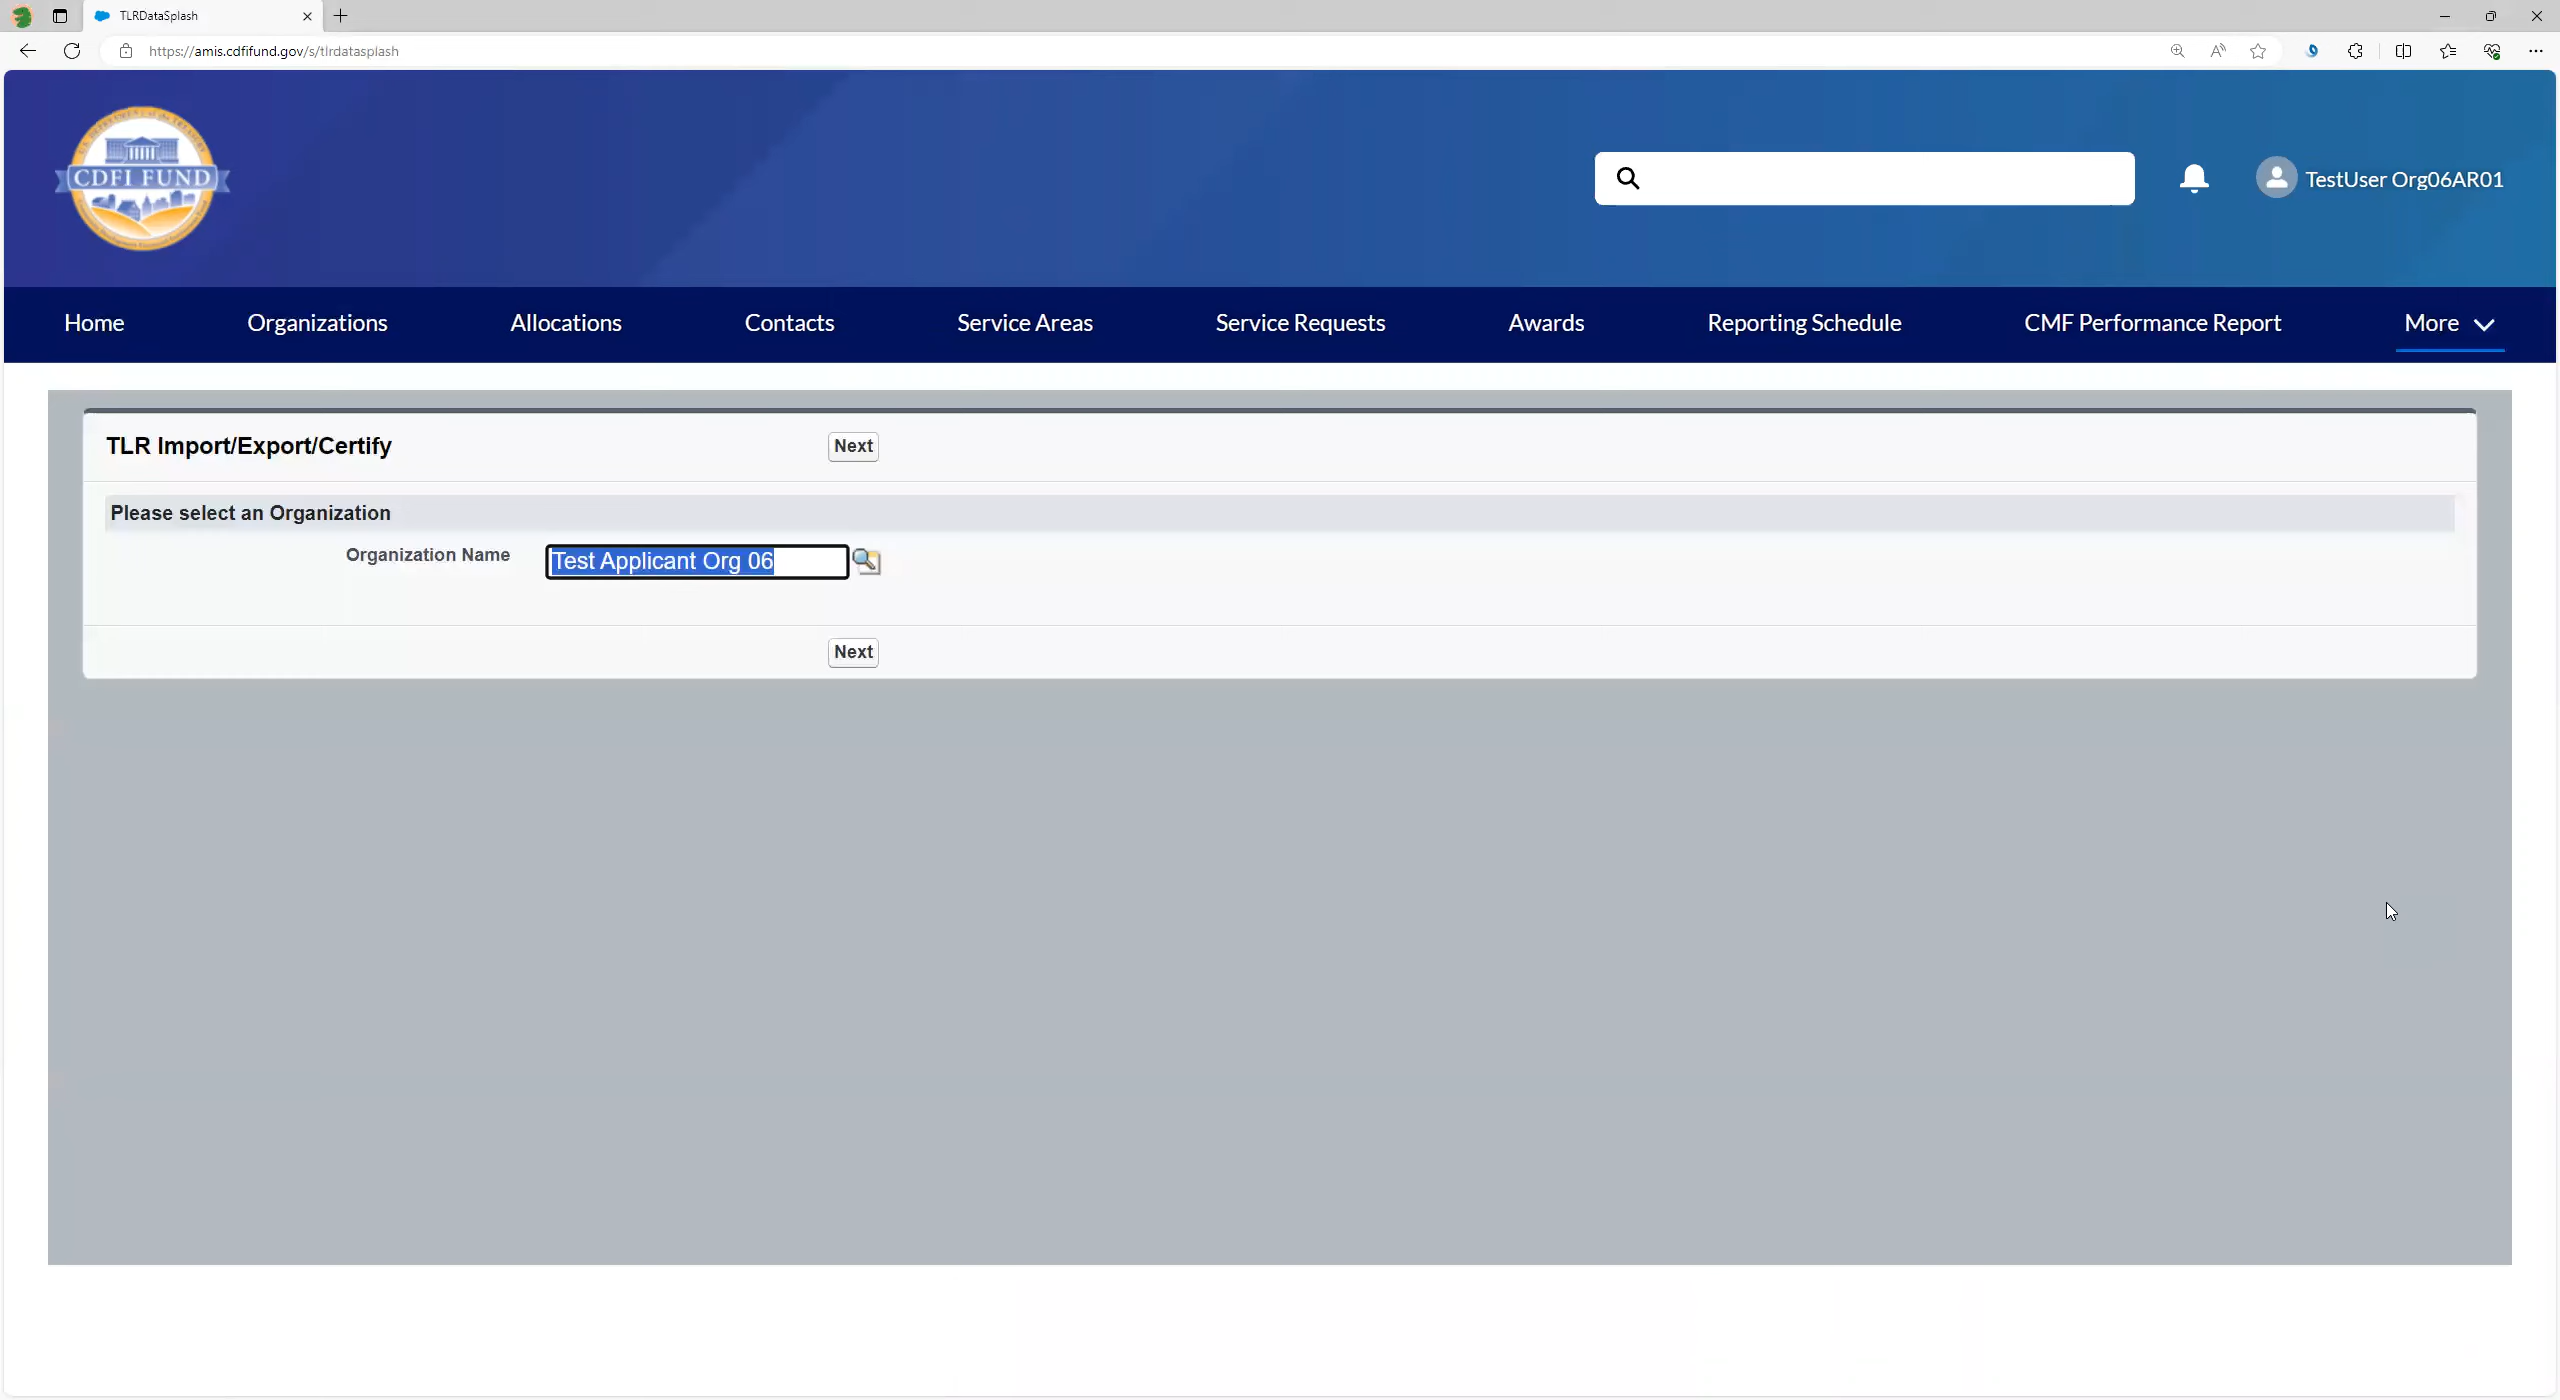 TLRDataSplash
https://amis.cdfifund.gov/s/tlrdatasplash
CDFI FUND
TestUser Org06AR01
Home Organizations Allocations Contacts Service Areas Service Requests Awards Reporting Schedule CMF Performance Report More
TLR Import/Export/Certify Next
Please select an Organization
Organization Name Test Applicant Org 06
Next